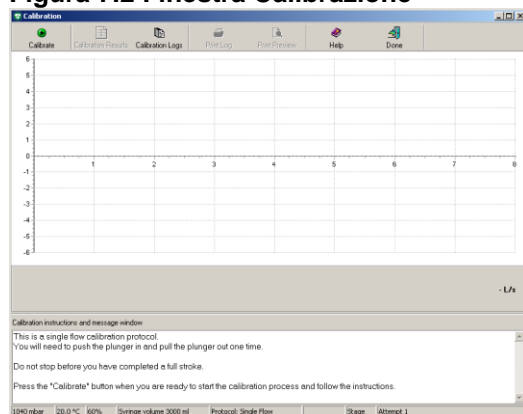 Figura 7.2 Finestra Calibrazione
Calibration
Calibrate Calibration Results Calibration Logs Print Log Print Preview Help Done
6
5
4
3
2
1
0
1 2 3 4 5 6 7 8
-1
-2
-3
-4
-5
-6
- L/s
Calibration instructions and message window
This is a single flow calibration protocol.
You will need to push the plunger in and pull the plunger out one time.
Do not stop before you have completed a full stroke.
Press the "Calibrate" button when you are ready to start the calibration process and follow the instructions.
1040 mbar 20.0 °C 60% Syringe volume 3000 ml Protocol: Single Flow Stage Attempt 1